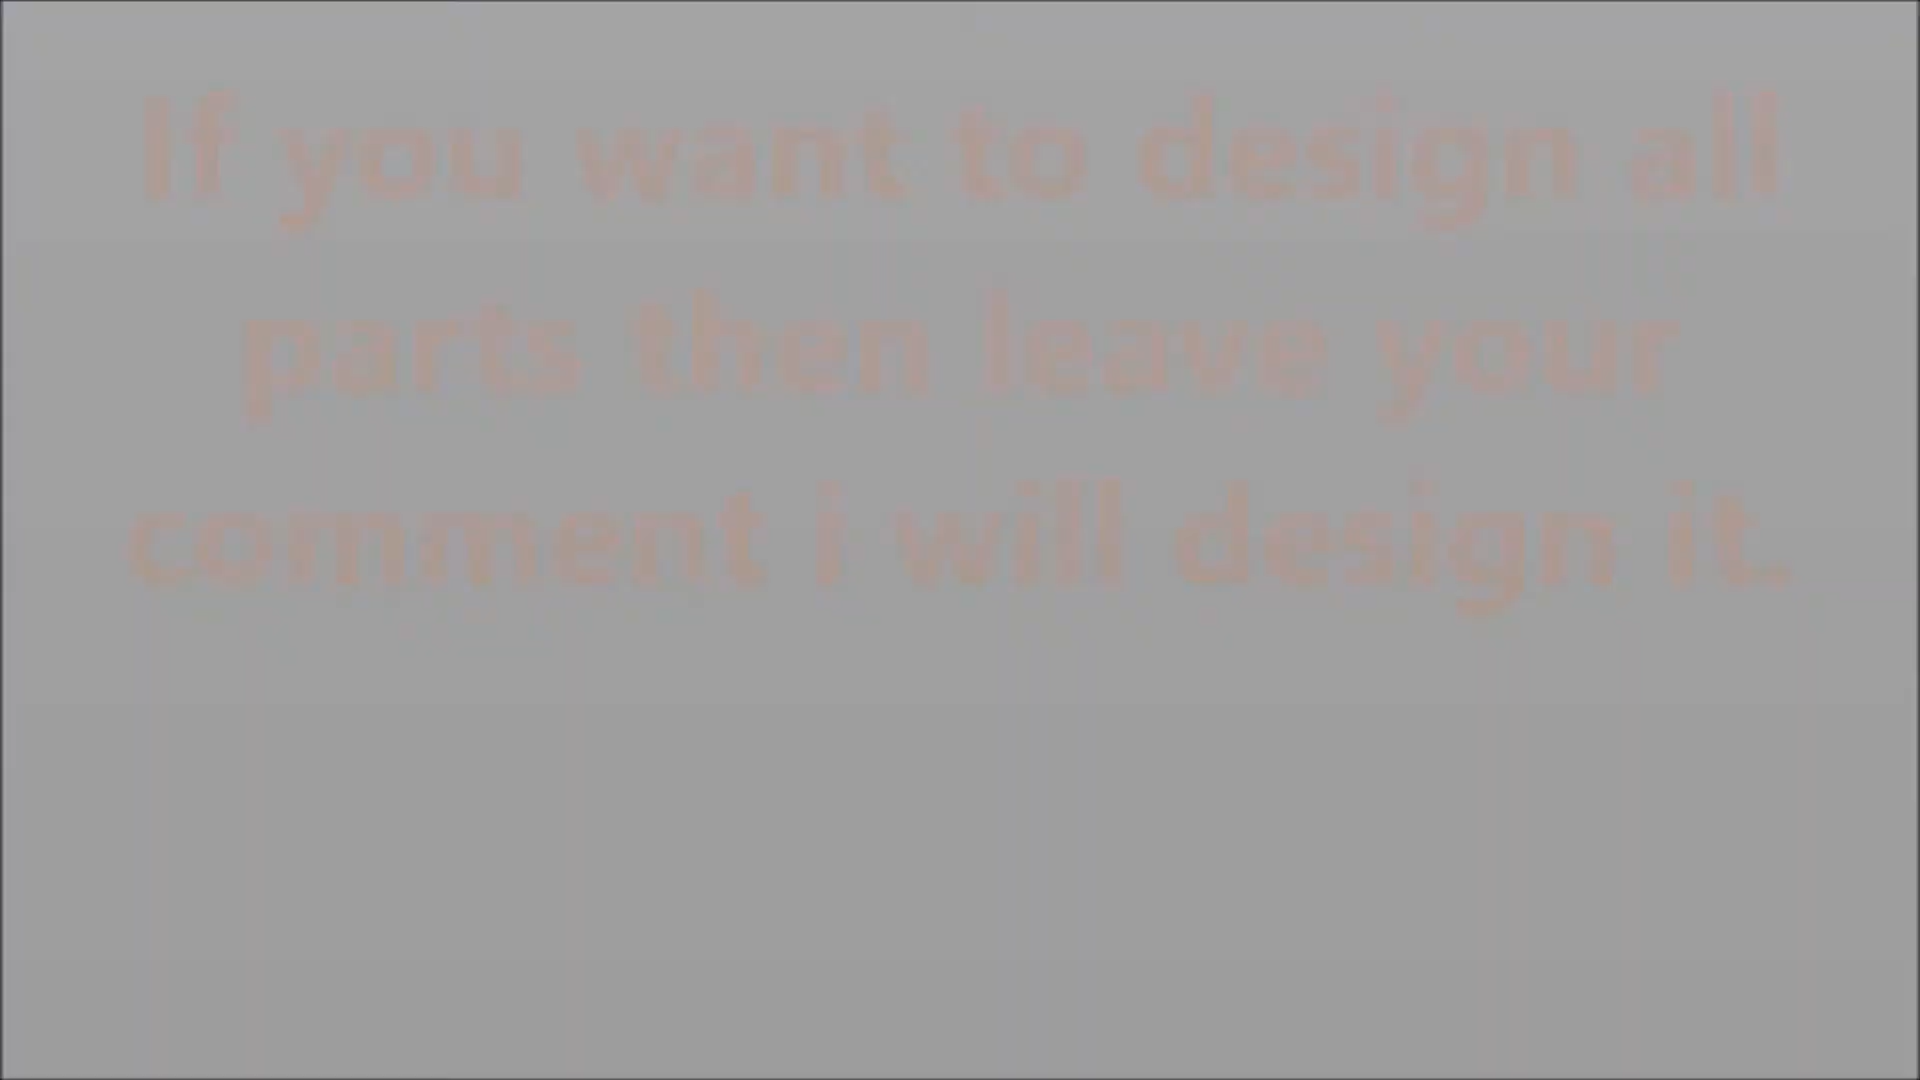 If you want to design all
parts then leave your
comment i will design it.